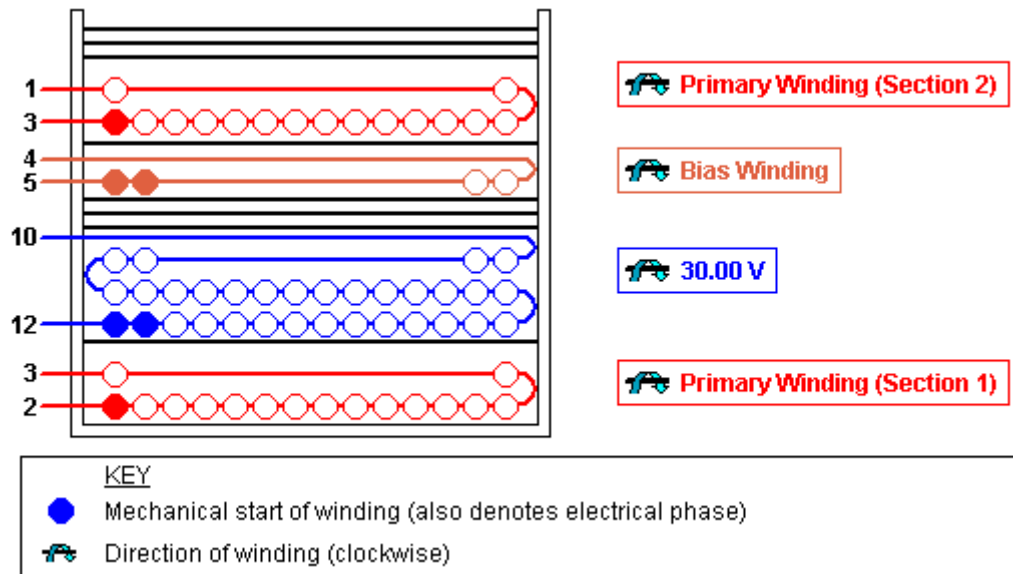 1
Primary Winding (Section 2)
3
4
Bias Winding
5
10
30.00 V
12
3
Primary Winding (Section 1)
2
KEY
Mechanical start of winding (also denotes electrical phase)
Direction of winding (clockwise)